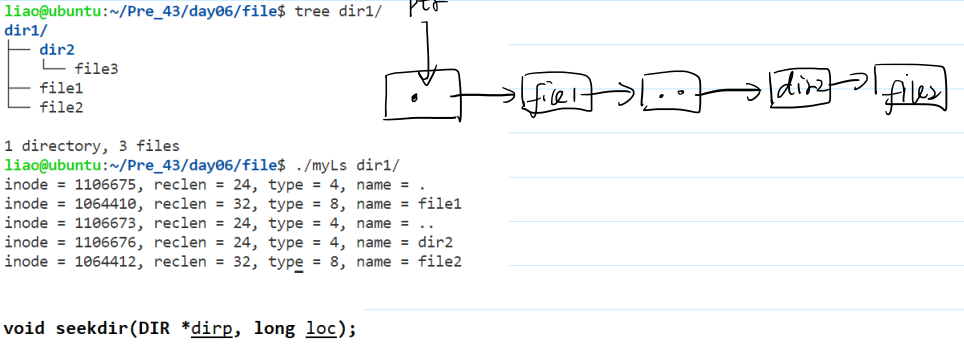 liao@ubuntu:~/Pre_43/day06/file$ tree dir1/
dir1/
├── dir2
│   └── file3
├── file1
└── file2
1 directory, 3 files
liao@ubuntu:~/Pre_43/day06/file$ ./myLs dir1/
inode = 1106675, reclen = 24, type = 4, name = .
inode = 1064410, reclen = 32, type = 8, name = file1
inode = 1106673, reclen = 24, type = 4, name = ..
inode = 1106676, reclen = 24, type = 4, name = dir2
inode = 1064412, reclen = 32, type = 8, name = file2
ptr
. file1 .. dir2 file2
void seekdir(DIR *dirp, long loc);